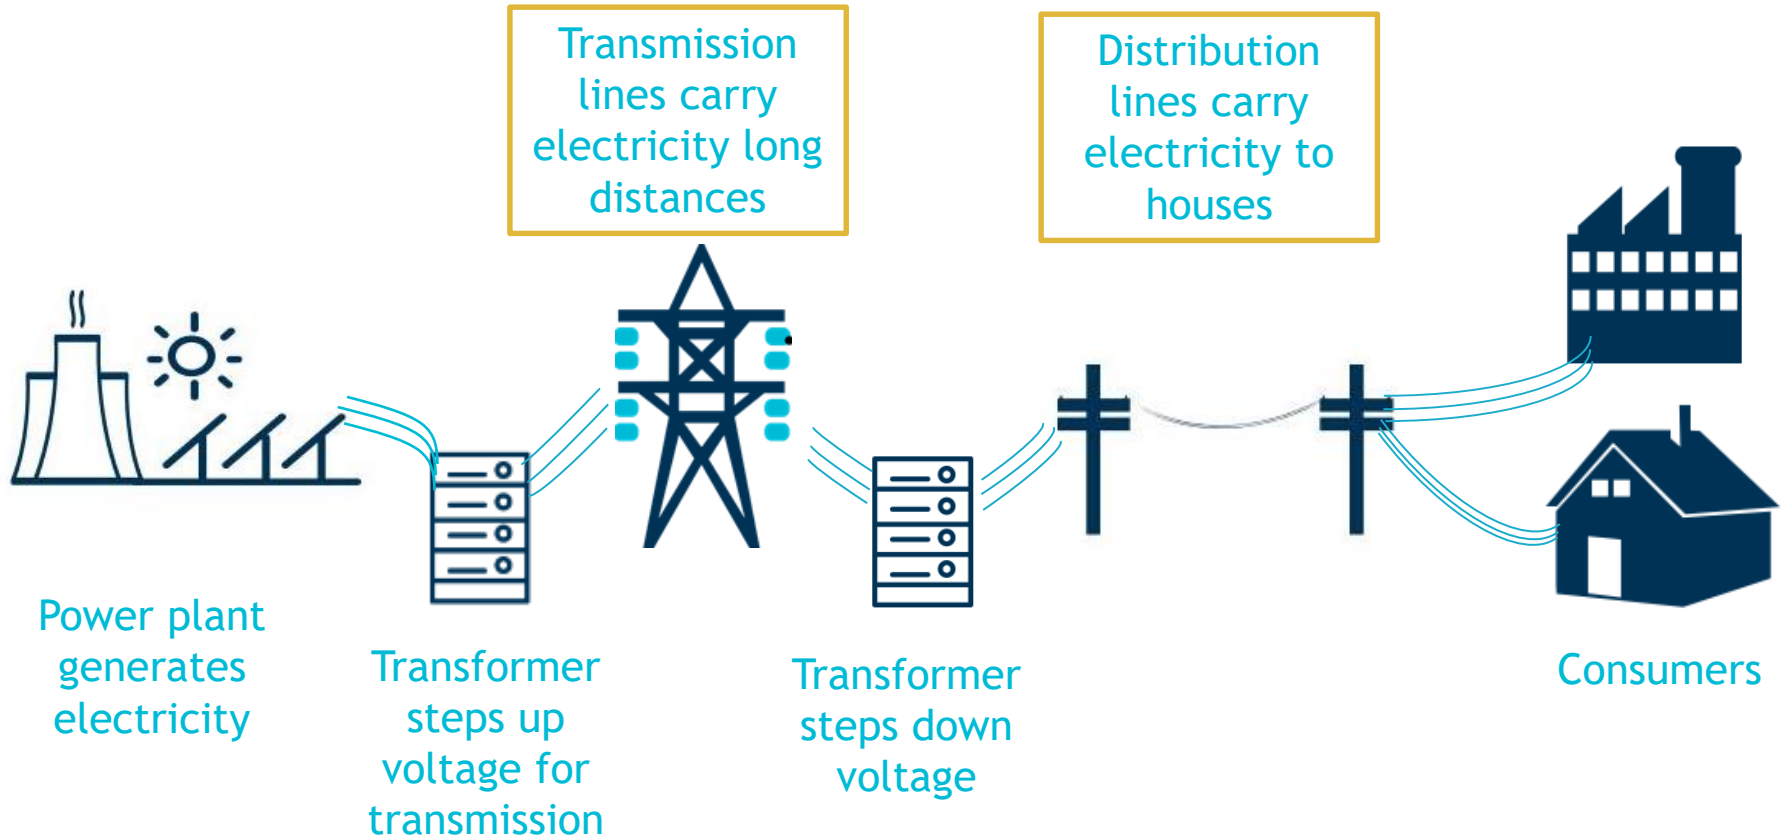 Transmission
lines carry
electricity long
distances
Distribution
lines carry
electricity to
houses
Power plant
generates
electricity
Transformer
steps up
voltage for
transmission
Transformer
steps down
voltage
Consumers